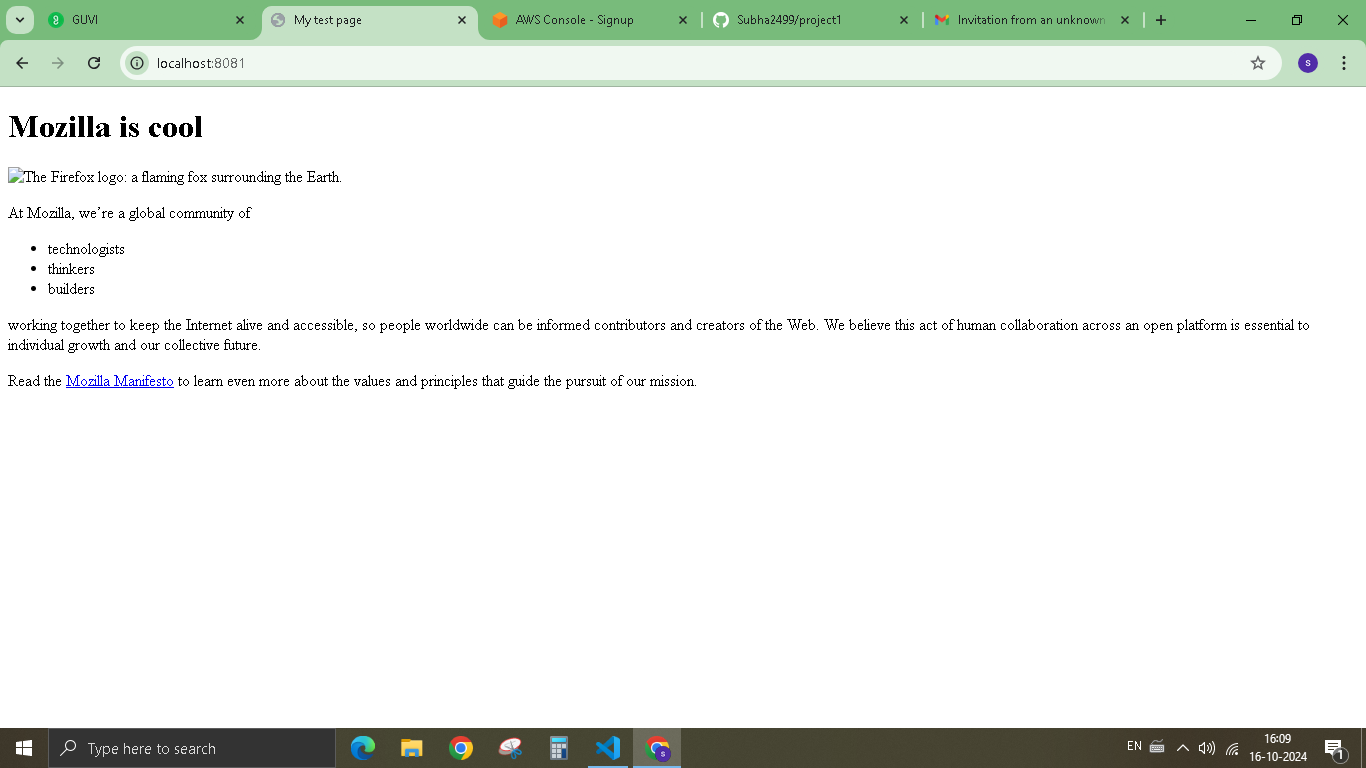 GUVI
My test page
AWS Console - Signup
Subha2499/project1
Invitation from an unknown
localhost:8081
s
Mozilla is cool
The Firefox logo: a flaming fox surrounding the Earth.
At Mozilla, we’re a global community of
technologists
thinkers
builders
working together to keep the Internet alive and accessible, so people worldwide can be informed contributors and creators of the Web. We believe this act of human collaboration across an open platform is essential to
individual growth and our collective future.
Read the Mozilla Manifesto to learn even more about the values and principles that guide the pursuit of our mission.
Type here to search
s
EN
16:09
16-10-2024
1